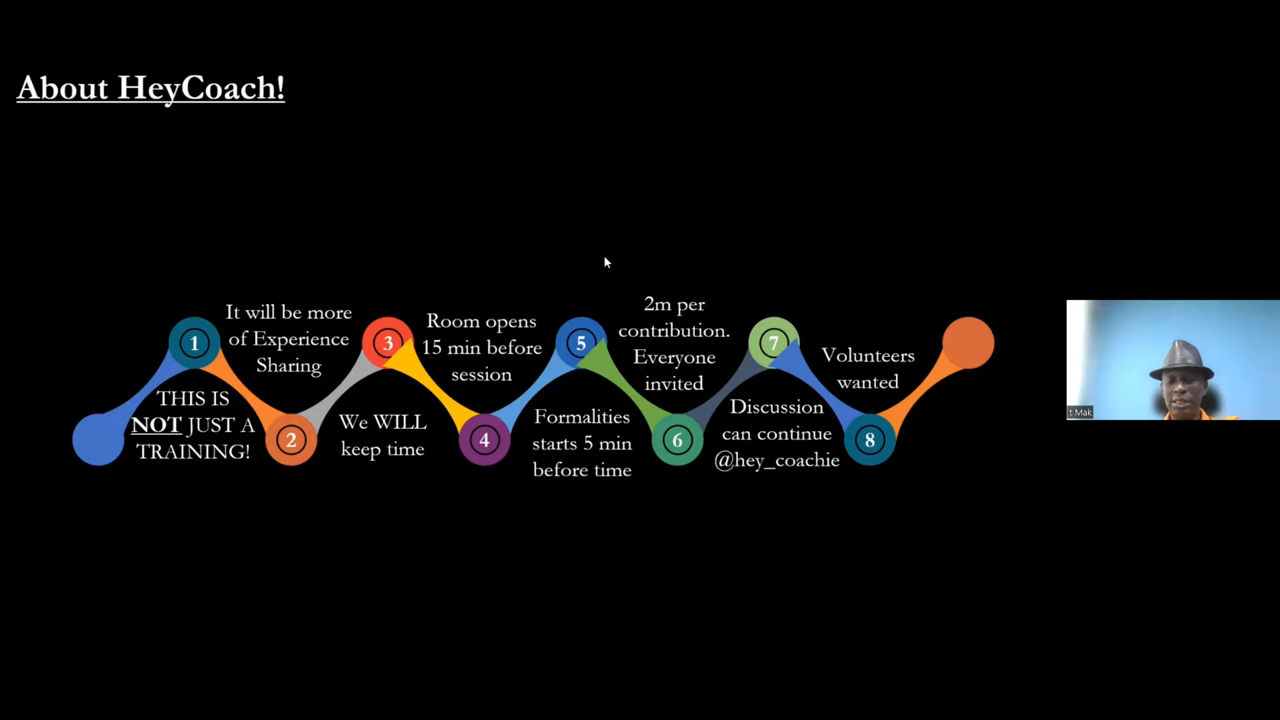 About HeyCoach!
1
THIS IS
NOT JUST A
TRAINING!
2
It will be more
of Experience
Sharing
3
We WILL
keep time
4
Room opens
15 min before
session
5
Formalities
starts 5 min
before time
6
2m per
contribution.
Everyone
invited
7
Discussion
can continue
@hey_coachie
8
Volunteers
wanted
t Mak